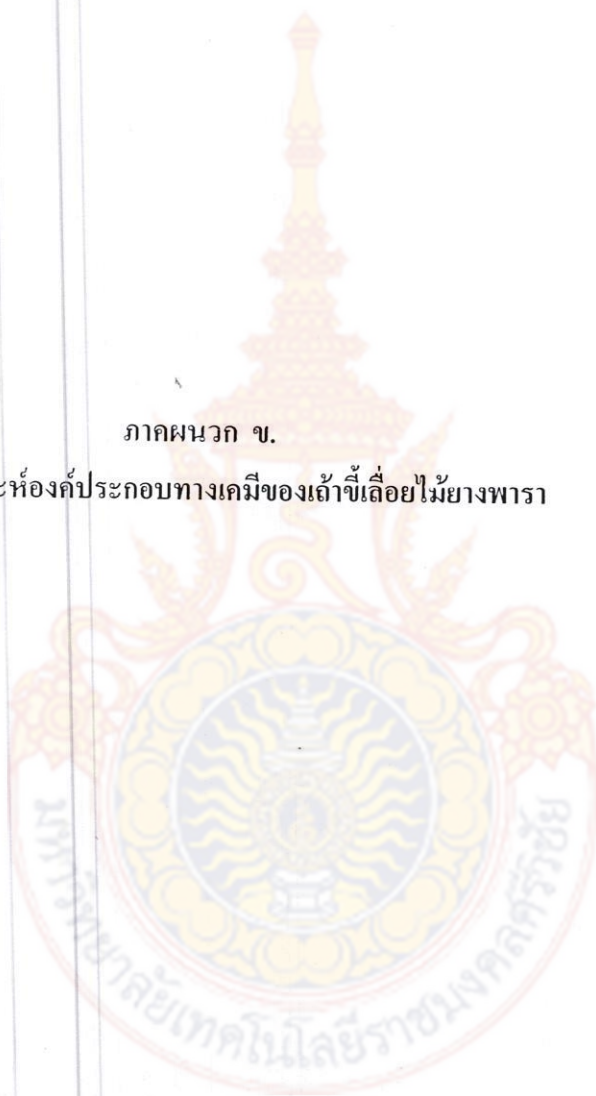 ภาคผนวก ข.
ะห์องค์ประกอบทางเคมีของเถ้าขี้เลื่อยไม้ยางพารา
มหาวิทยาลัยเทคโนโลยีราชมงคลศรีวิชัย